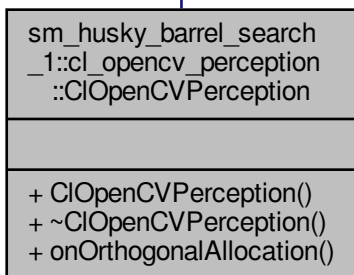 sm_husky_barrel_search
_1::cl_opencv_perception
::ClOpenCVPerception
+ ClOpenCVPerception()
+ ~ClOpenCVPerception()
+ onOrthogonalAllocation()